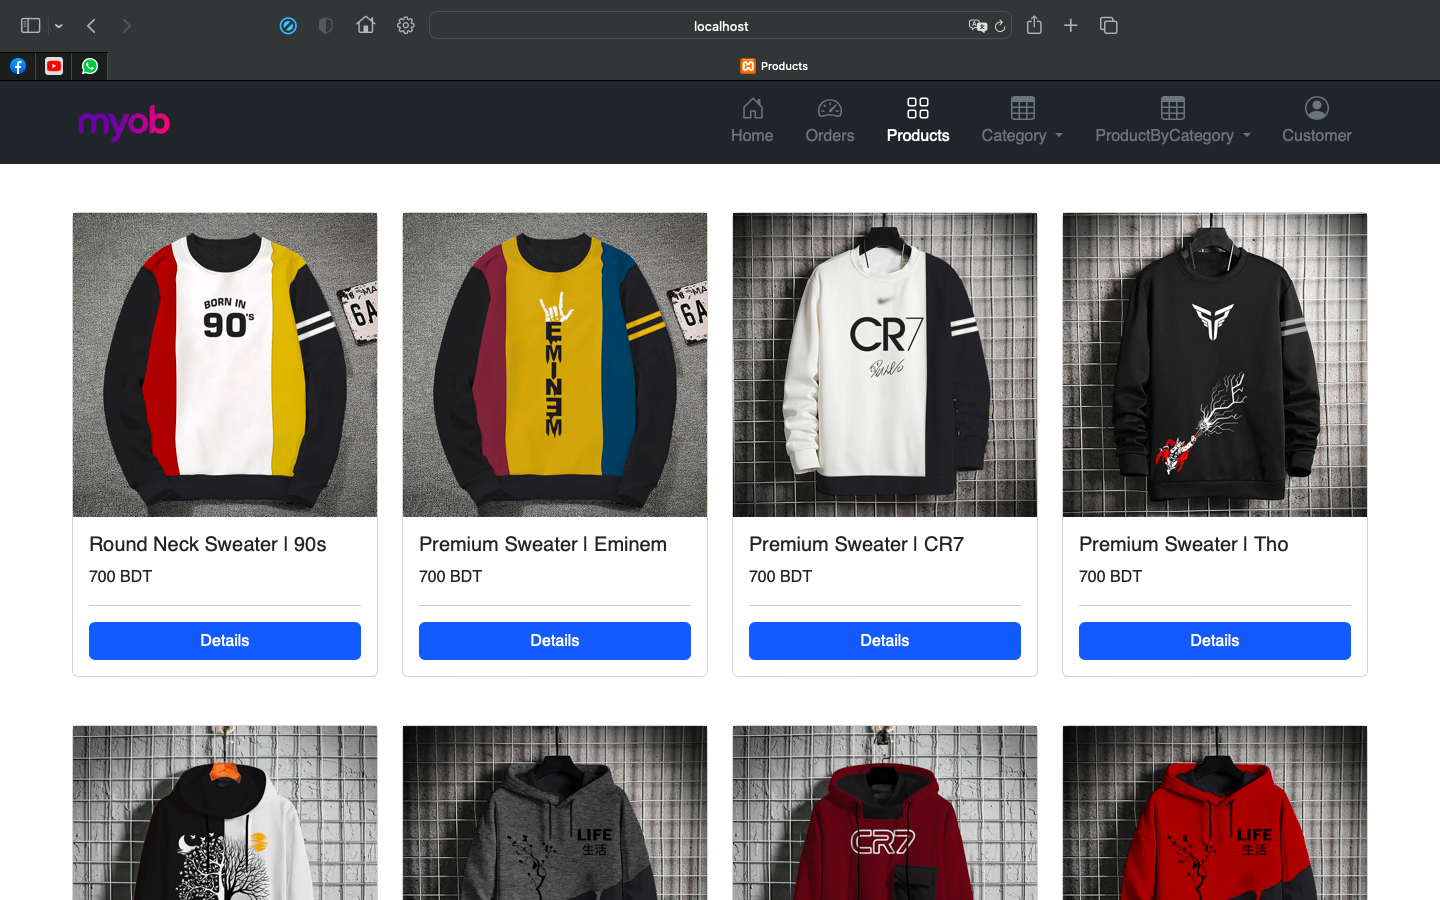 localhost
Products
myob
Home
Orders
Products
Category
ProductByCategory
Customer
BORN IN
90's
EMINEM
CR7
Round Neck Sweater | 90s
700 BDT
Details
Premium Sweater | Eminem
700 BDT
Details
Premium Sweater | CR7
700 BDT
Details
Premium Sweater | Tho
700 BDT
Details
LIFE
生活
CR7
LIFE
生活